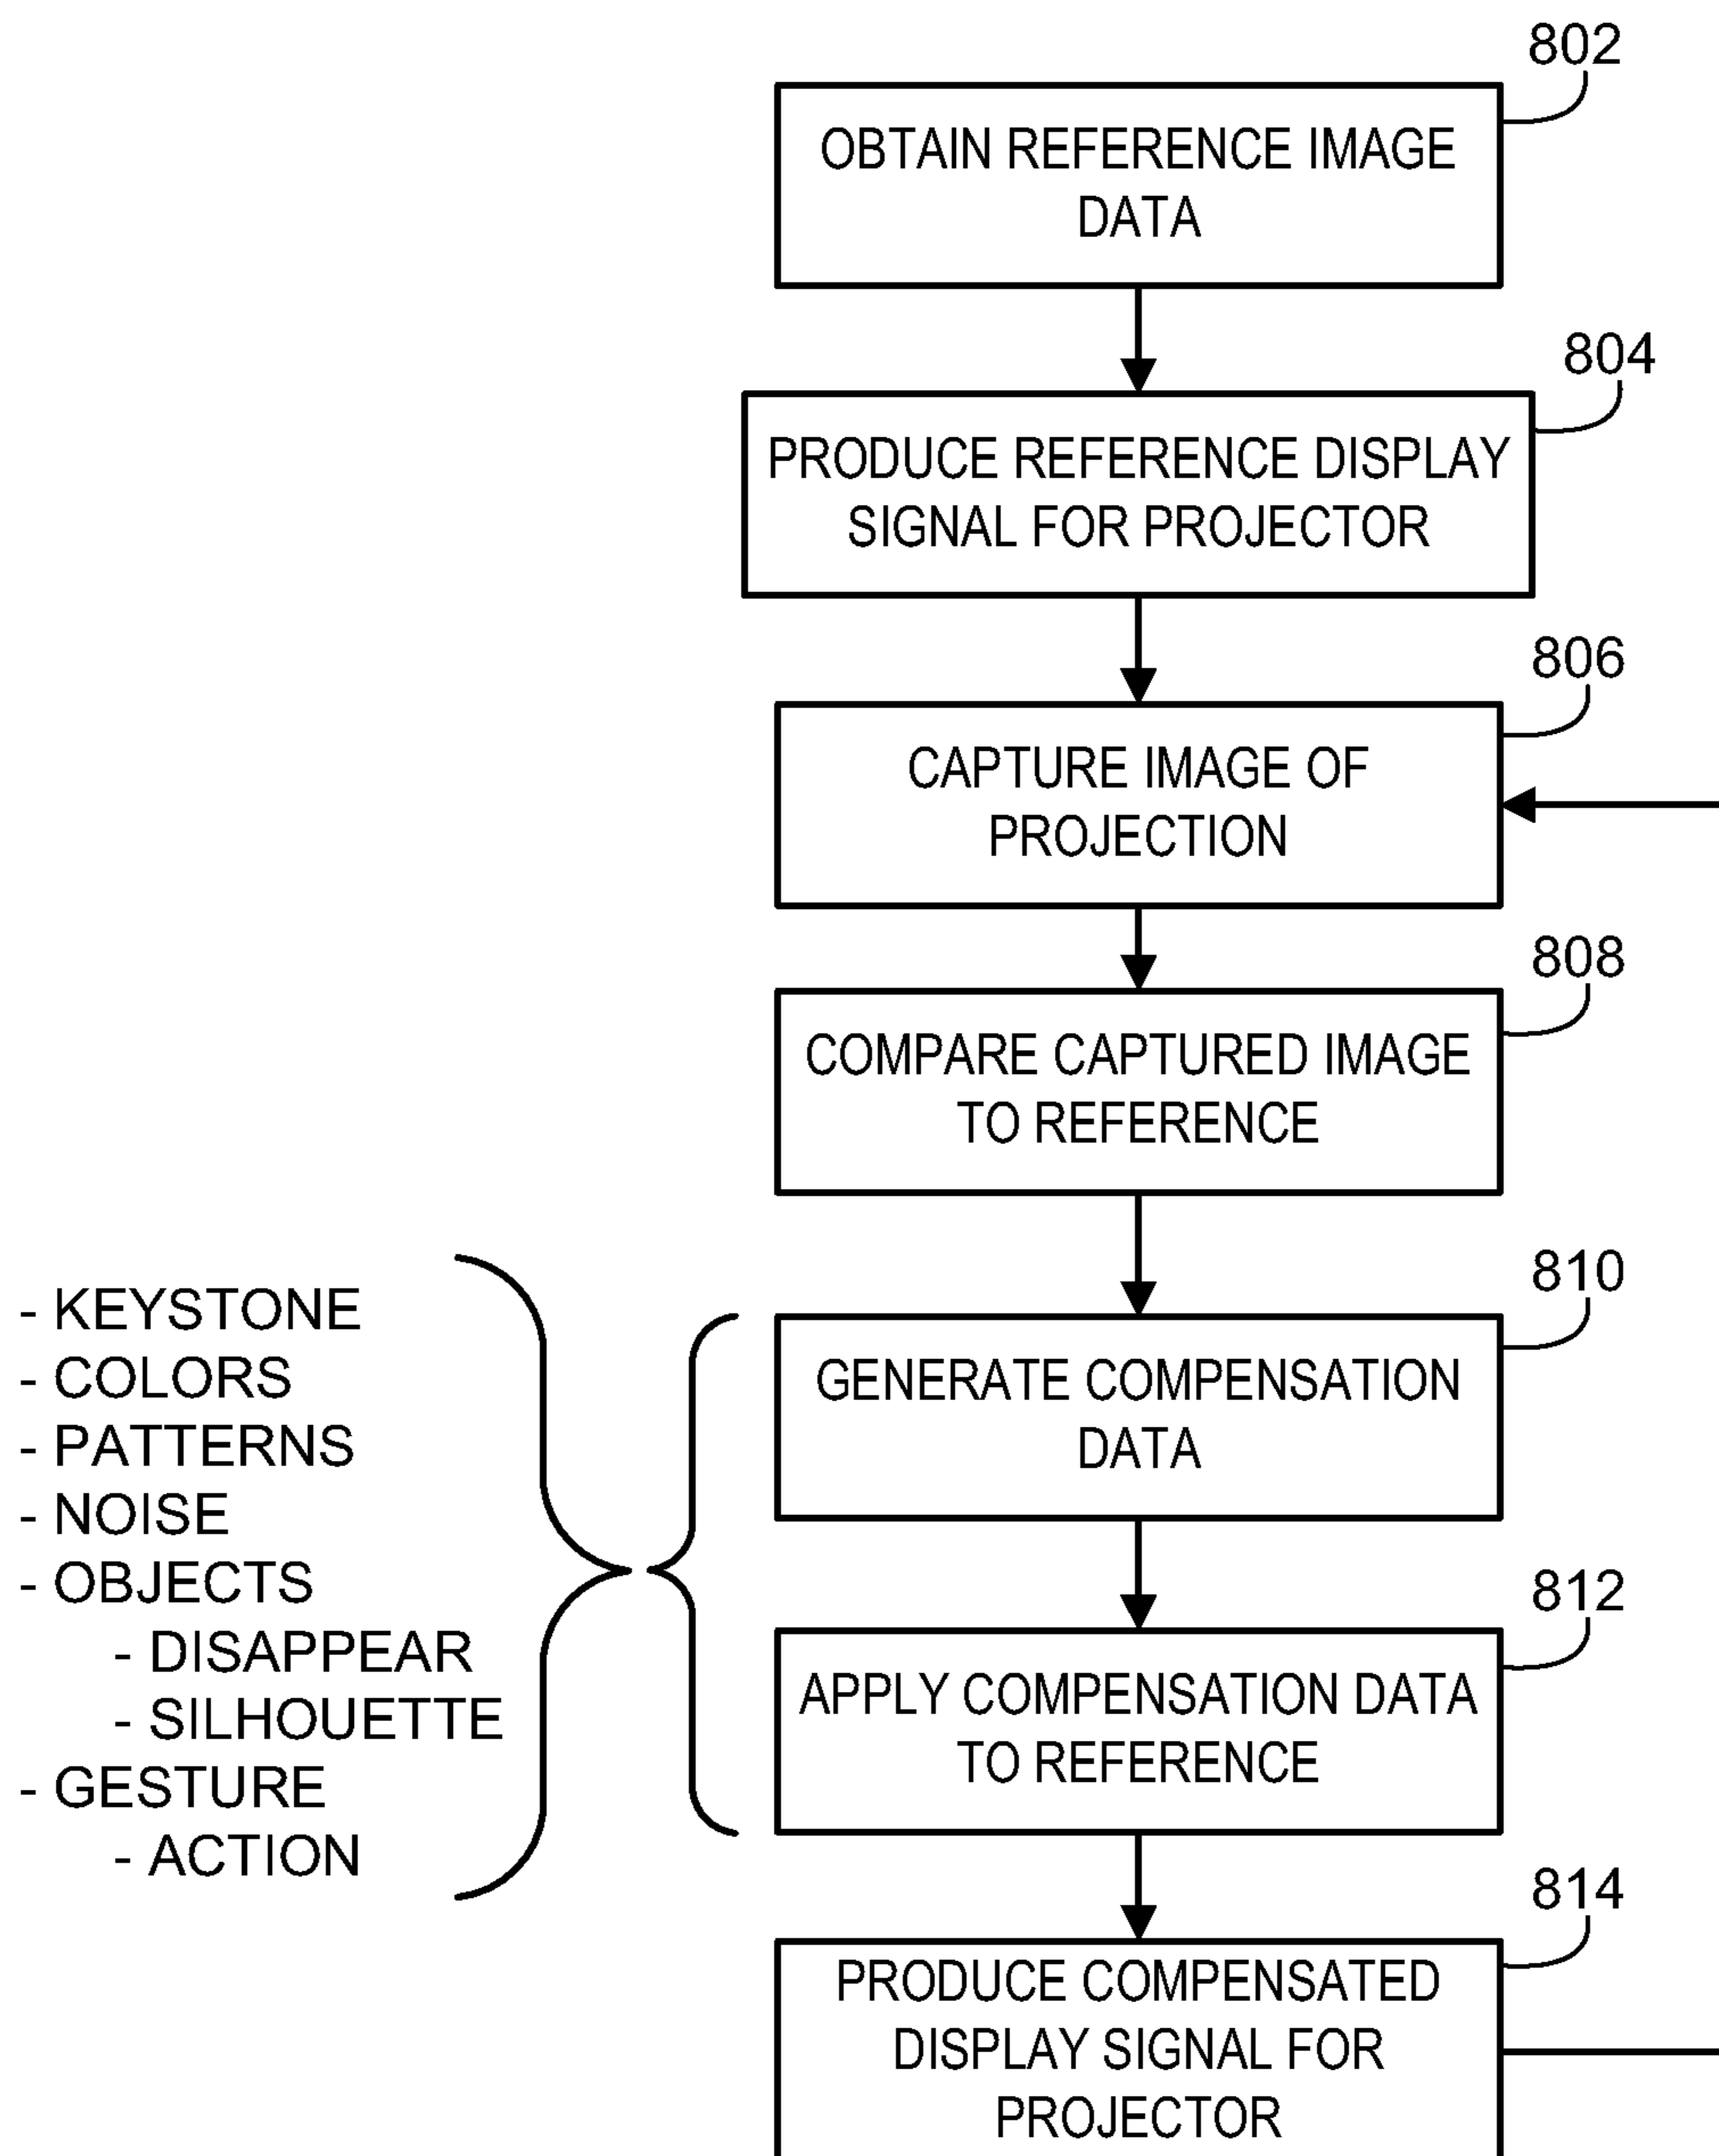 802
OBTAIN REFERENCE IMAGE
DATA
804
PRODUCE REFERENCE DISPLAY
SIGNAL FOR PROJECTOR
806
CAPTURE IMAGE OF
PROJECTION
808
COMPARE CAPTURED IMAGE
TO REFERENCE
- KEYSTONE
- COLORS
- PATTERNS
- NOISE
- OBJECTS
- DISAPPEAR
- SILHOUETTE
- GESTURE
- ACTION
810
GENERATE COMPENSATION
DATA
812
APPLY COMPENSATION DATA
TO REFERENCE
814
PRODUCE COMPENSATED
DISPLAY SIGNAL FOR
PROJECTOR